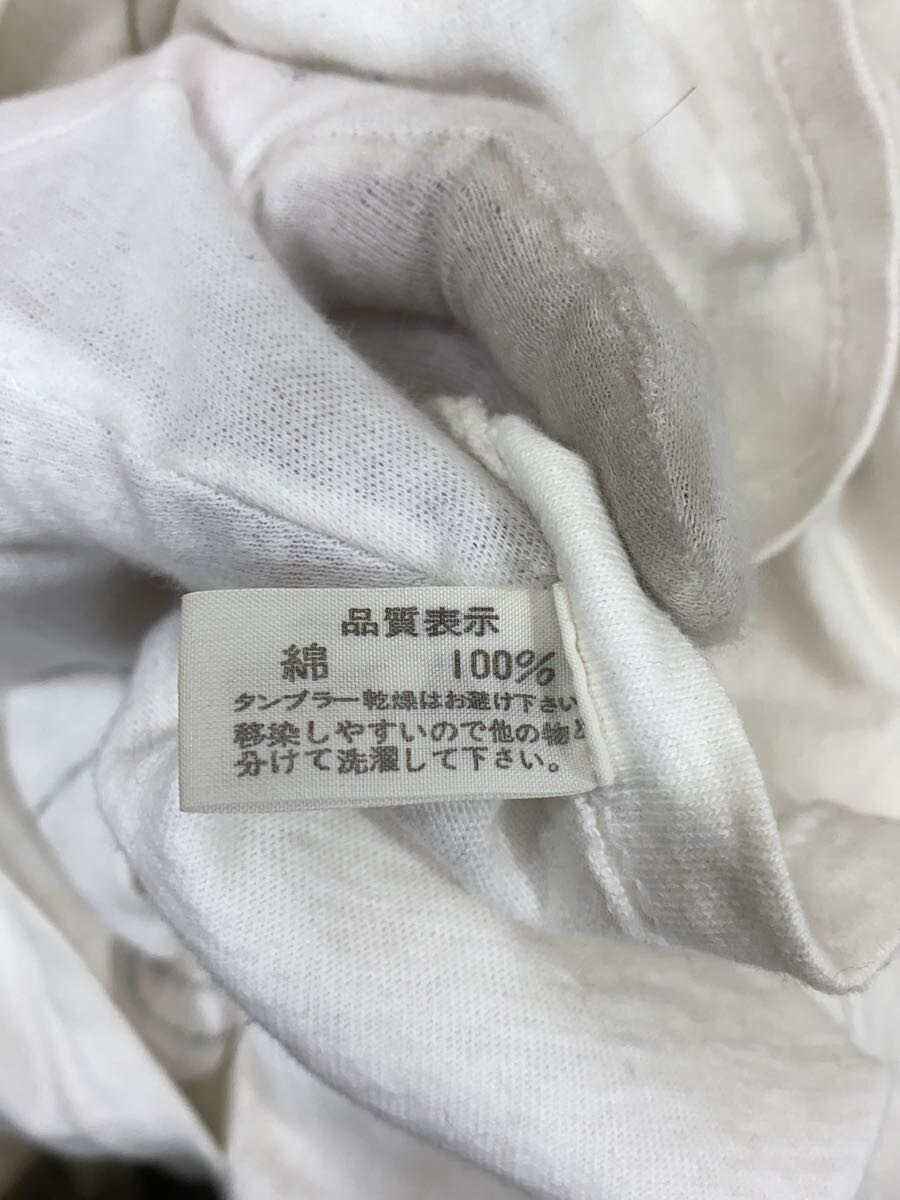 品質表示
綿 100%
タンブラー乾燥はお避け下さい
移染しやすいので他の物と
分けて洗濯して下さい。